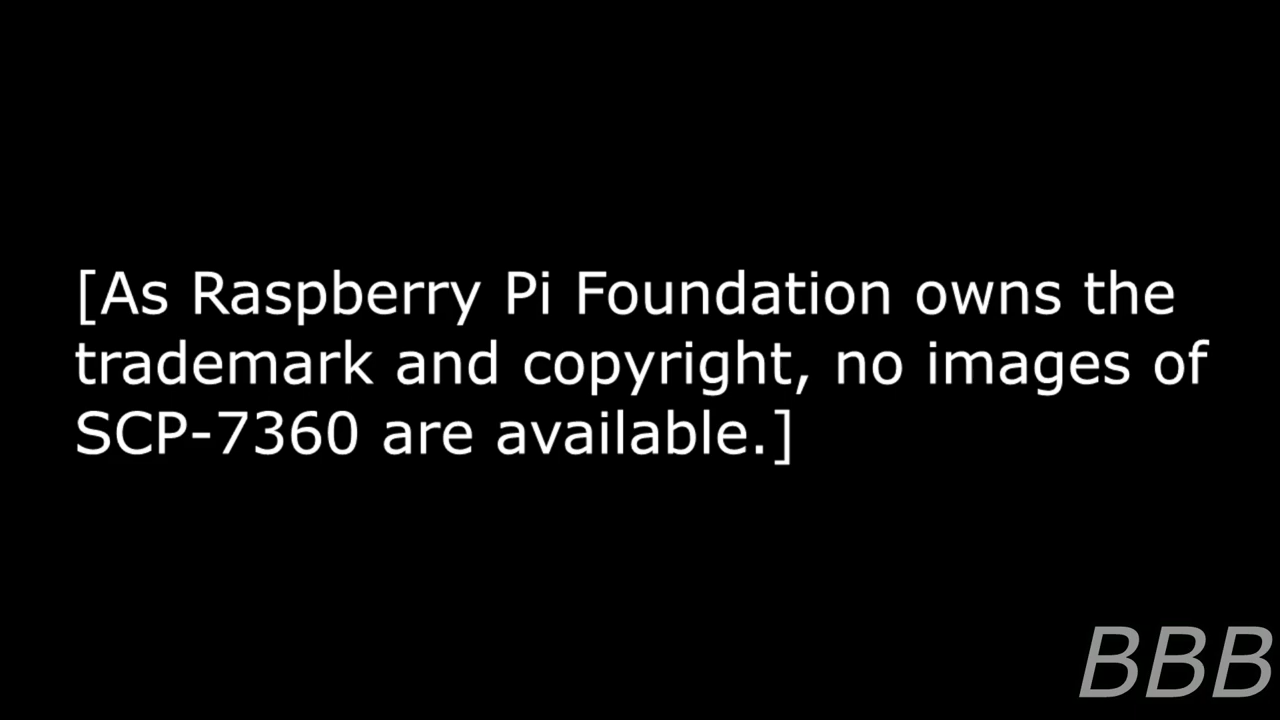 [As Raspberry Pi Foundation owns the
trademark and copyright, no images of
SCP-7360 are available.]
BBB